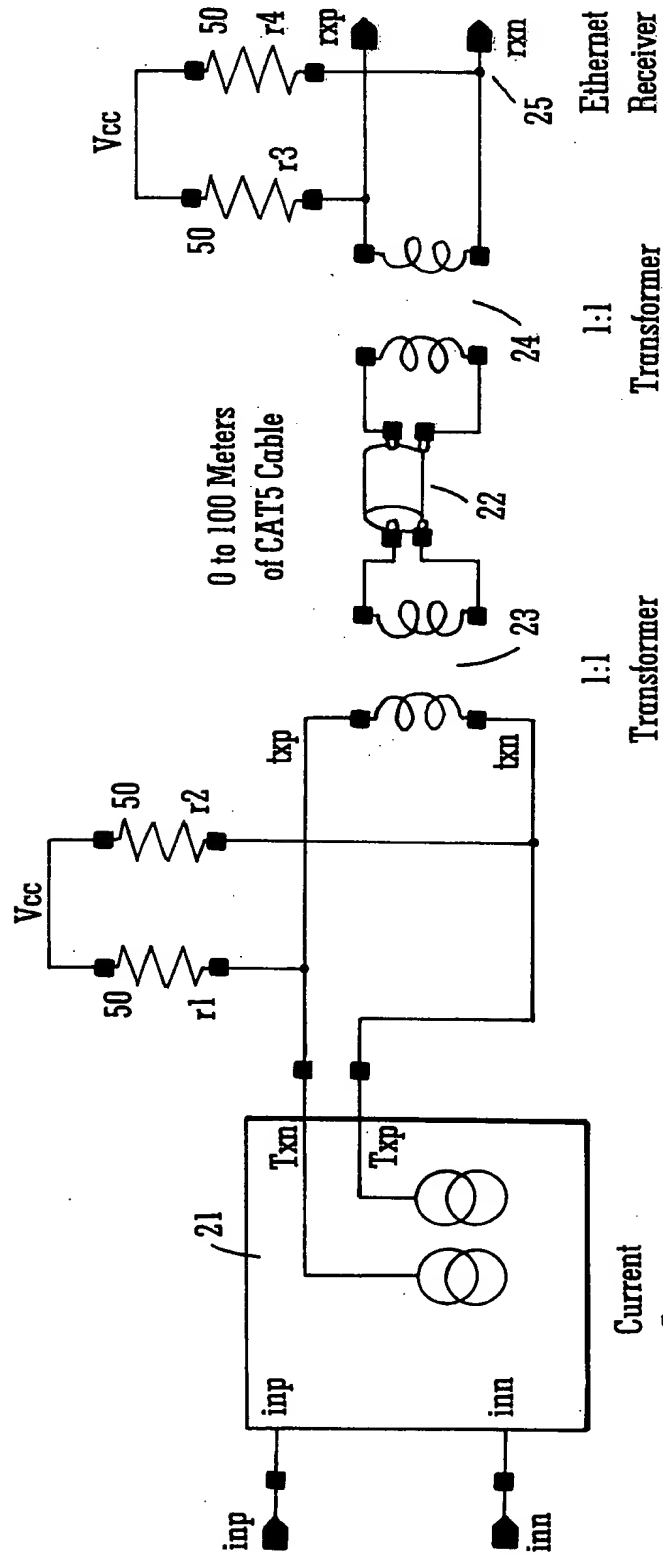 Vcc
50
50
r1
r2
Vcc
50
50
r3
r4
0 to 100 Meters
of CAT5 Cable
inp
inp
inn
inn
21
Txn
Txp
txp
txn
23
22
24
25
rxp
rxn
Current
1:1
Transformer
1:1
Transformer
Ethernet
Receiver